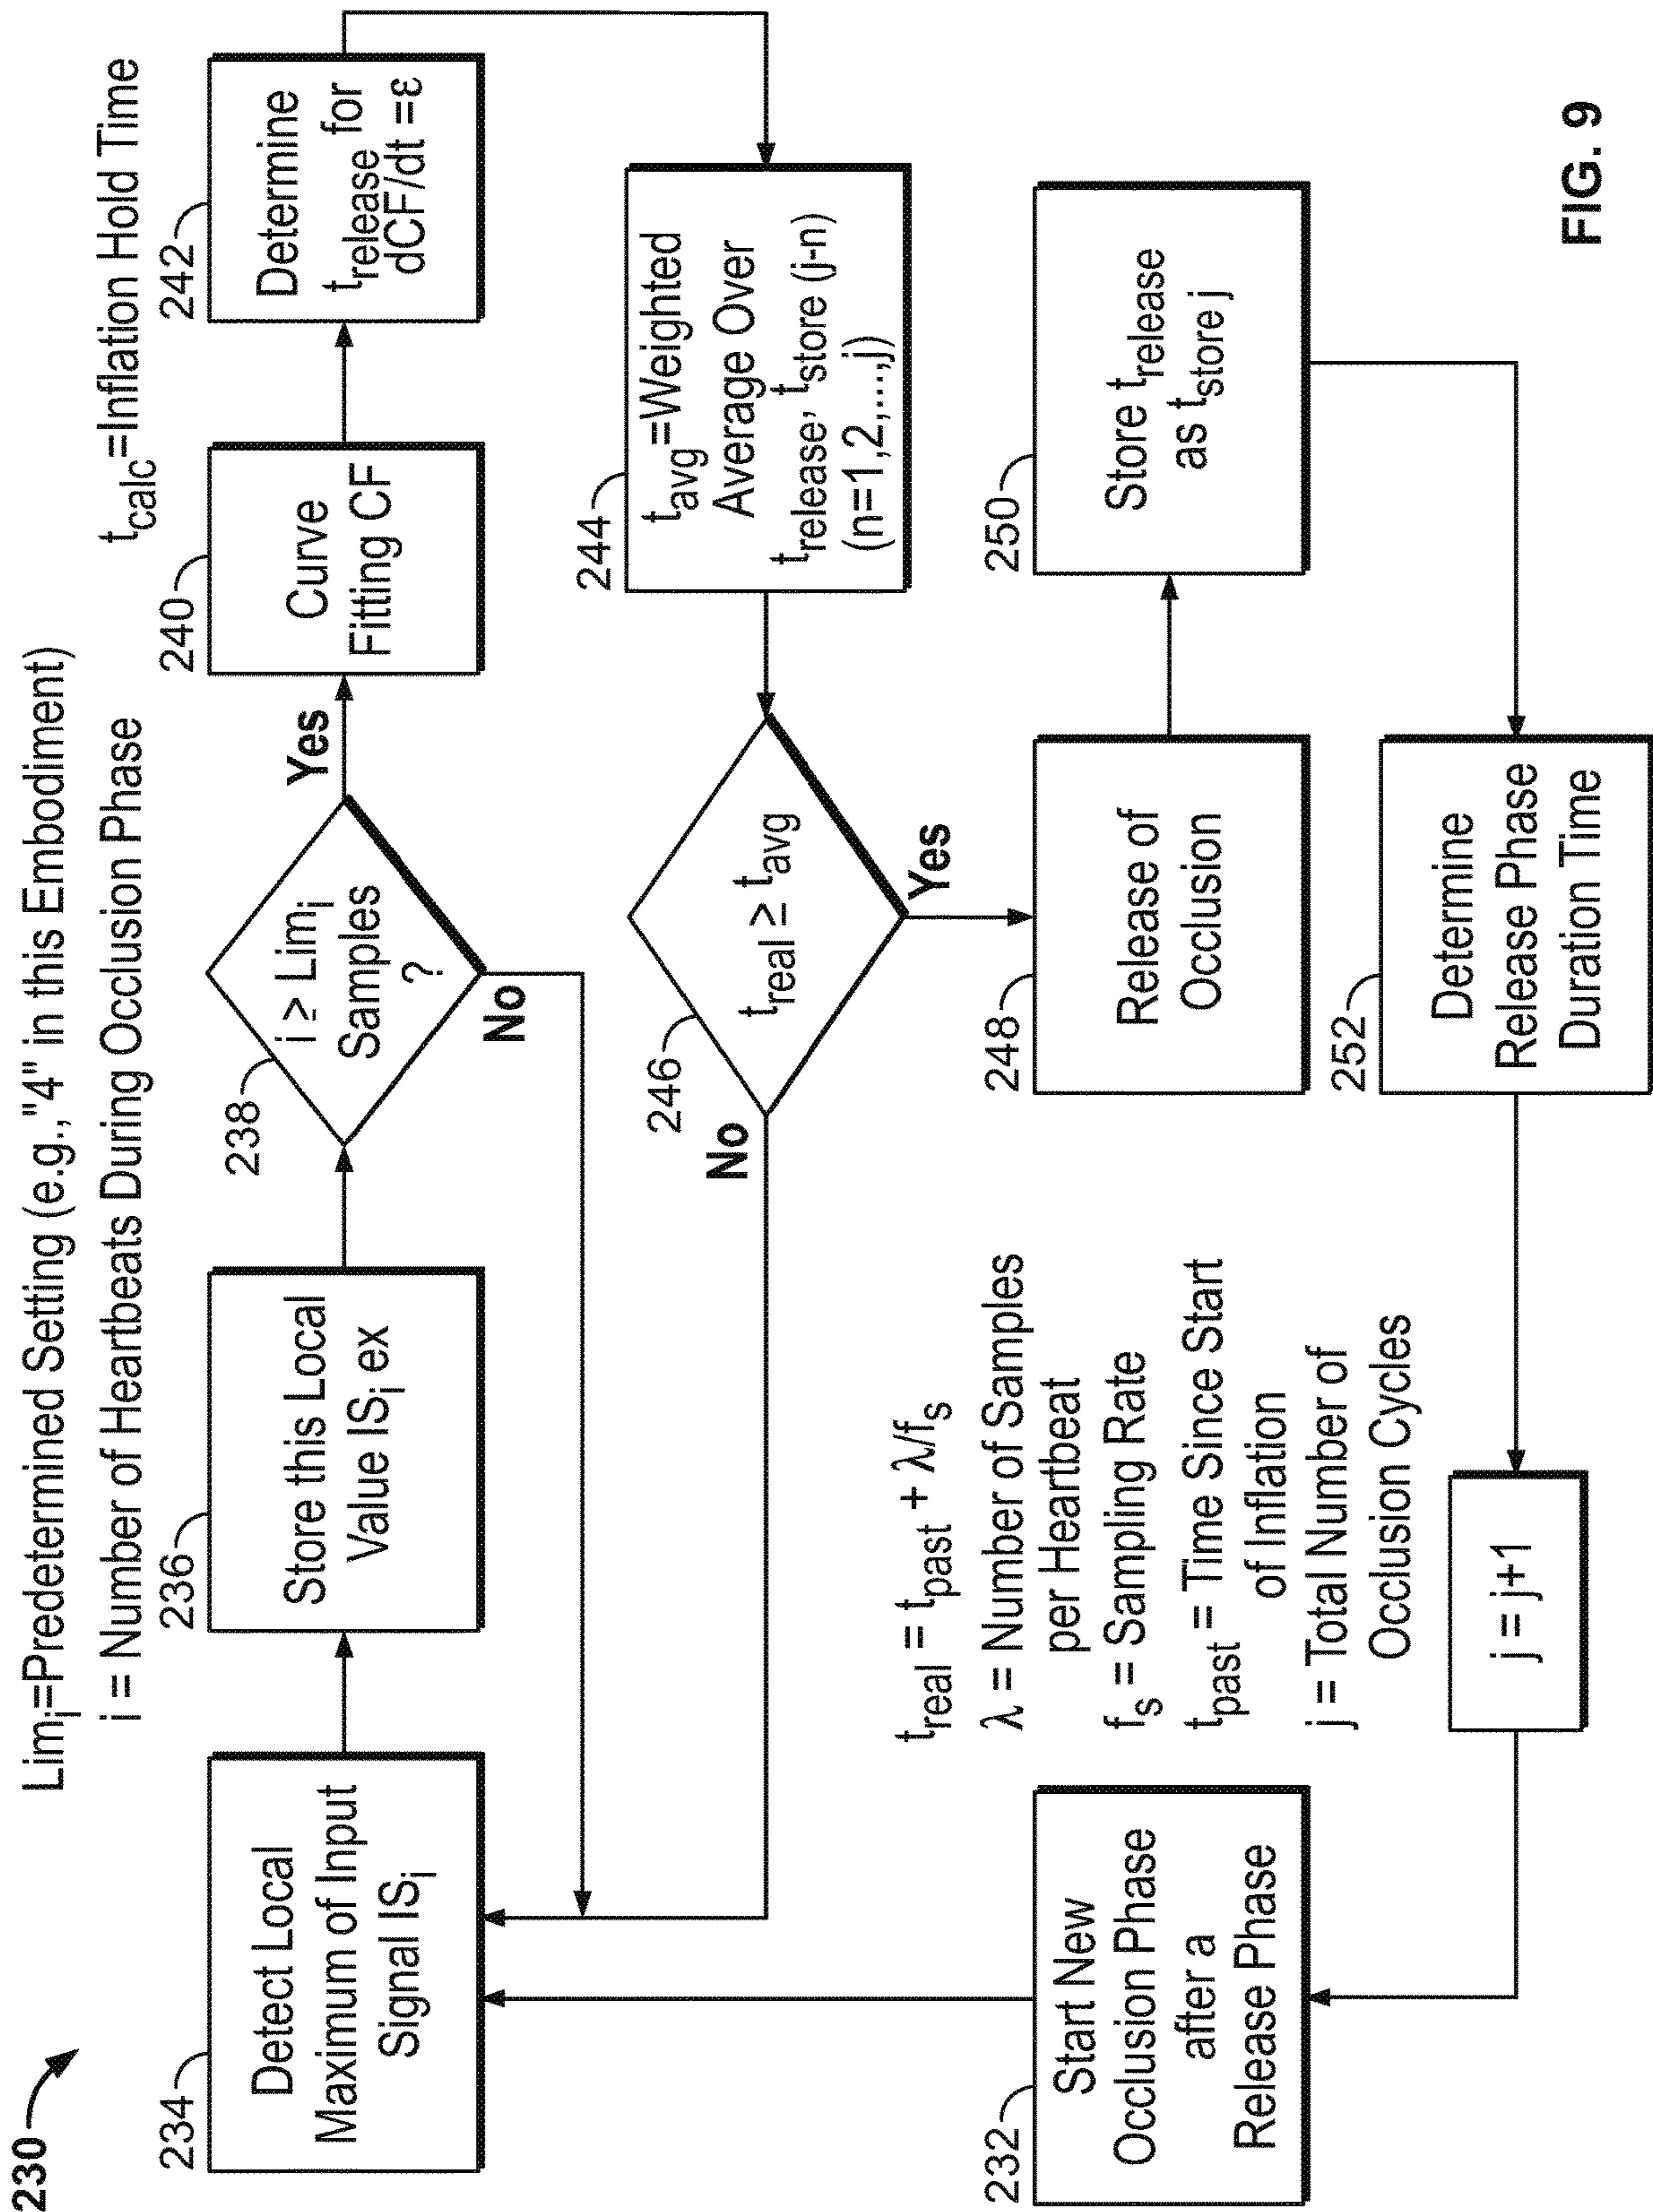 230
Lim_i=Predetermined Setting (e.g.,"4" in this Embodiment)
i = Number of Heartbeats During Occlusion Phase
t_calc=Inflation Hold Time
234
Detect Local
Maximum of Input
Signal IS_i
236
Store this Local
Value IS_i ex
238
i ≥ Lim_i
Samples
?
Yes
No
240
Curve
Fitting CF
242
Determine
t_release for
dCF/dt =ε
244
t_avg=Weighted
Average Over
t_release, t_store (j-n)
(n=1,2,...,j)
246
t_real ≥ t_avg
No
Yes
248
Release of
Occlusion
250
Store t_release
as t_store j
252
Determine
Release Phase
Duration Time
j = j+1
232
Start New
Occlusion Phase
after a
Release Phase
t_real = t_past + λ/f_s
λ = Number of Samples
per Heartbeat
f_s = Sampling Rate
t_past = Time Since Start
of Inflation
j = Total Number of
Occlusion Cycles
FIG. 9